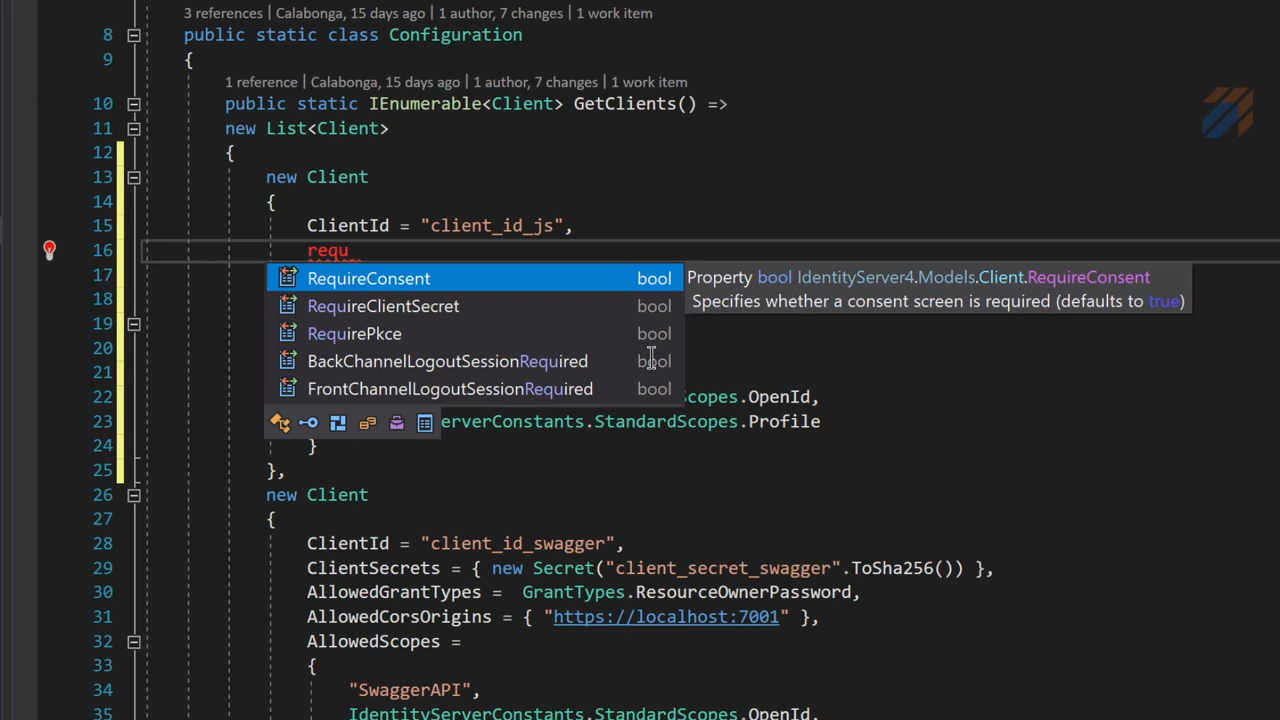 3 references | Calabonga, 15 days ago | 1 author, 7 changes | 1 work item
8 public static class Configuration
9 {
1 reference | Calabonga, 15 days ago | 1 author, 7 changes | 1 work item
10 public static IEnumerable<Client> GetClients() =>
11 new List<Client>
12 {
13 new Client
14 {
15 ClientId = "client_id_js",
16 requ
17 RequireConsent bool Property bool IdentityServer4.Models.Client.RequireConsent
Specifies whether a consent screen is required (defaults to true)
18 RequireClientSecret bool
19 RequirePkce bool
20 BackChannelLogoutSessionRequired bool
FrontChannelLogoutSessionRequired bool
22 Scopes.OpenId,
23 erverConstants.StandardScopes.Profile
24 }
25 },
26 new Client
27 {
28 ClientId = "client_id_swagger",
29 ClientSecrets = { new Secret("client_secret_swagger".ToSha256()) },
30 AllowedGrantTypes = GrantTypes.ResourceOwnerPassword,
31 AllowedCorsOrigins = { "https://localhost:7001" },
32 AllowedScopes =
33 {
34 "SwaggerAPI",
35 IdentityServerConstants.StandardScopes.OpenId,